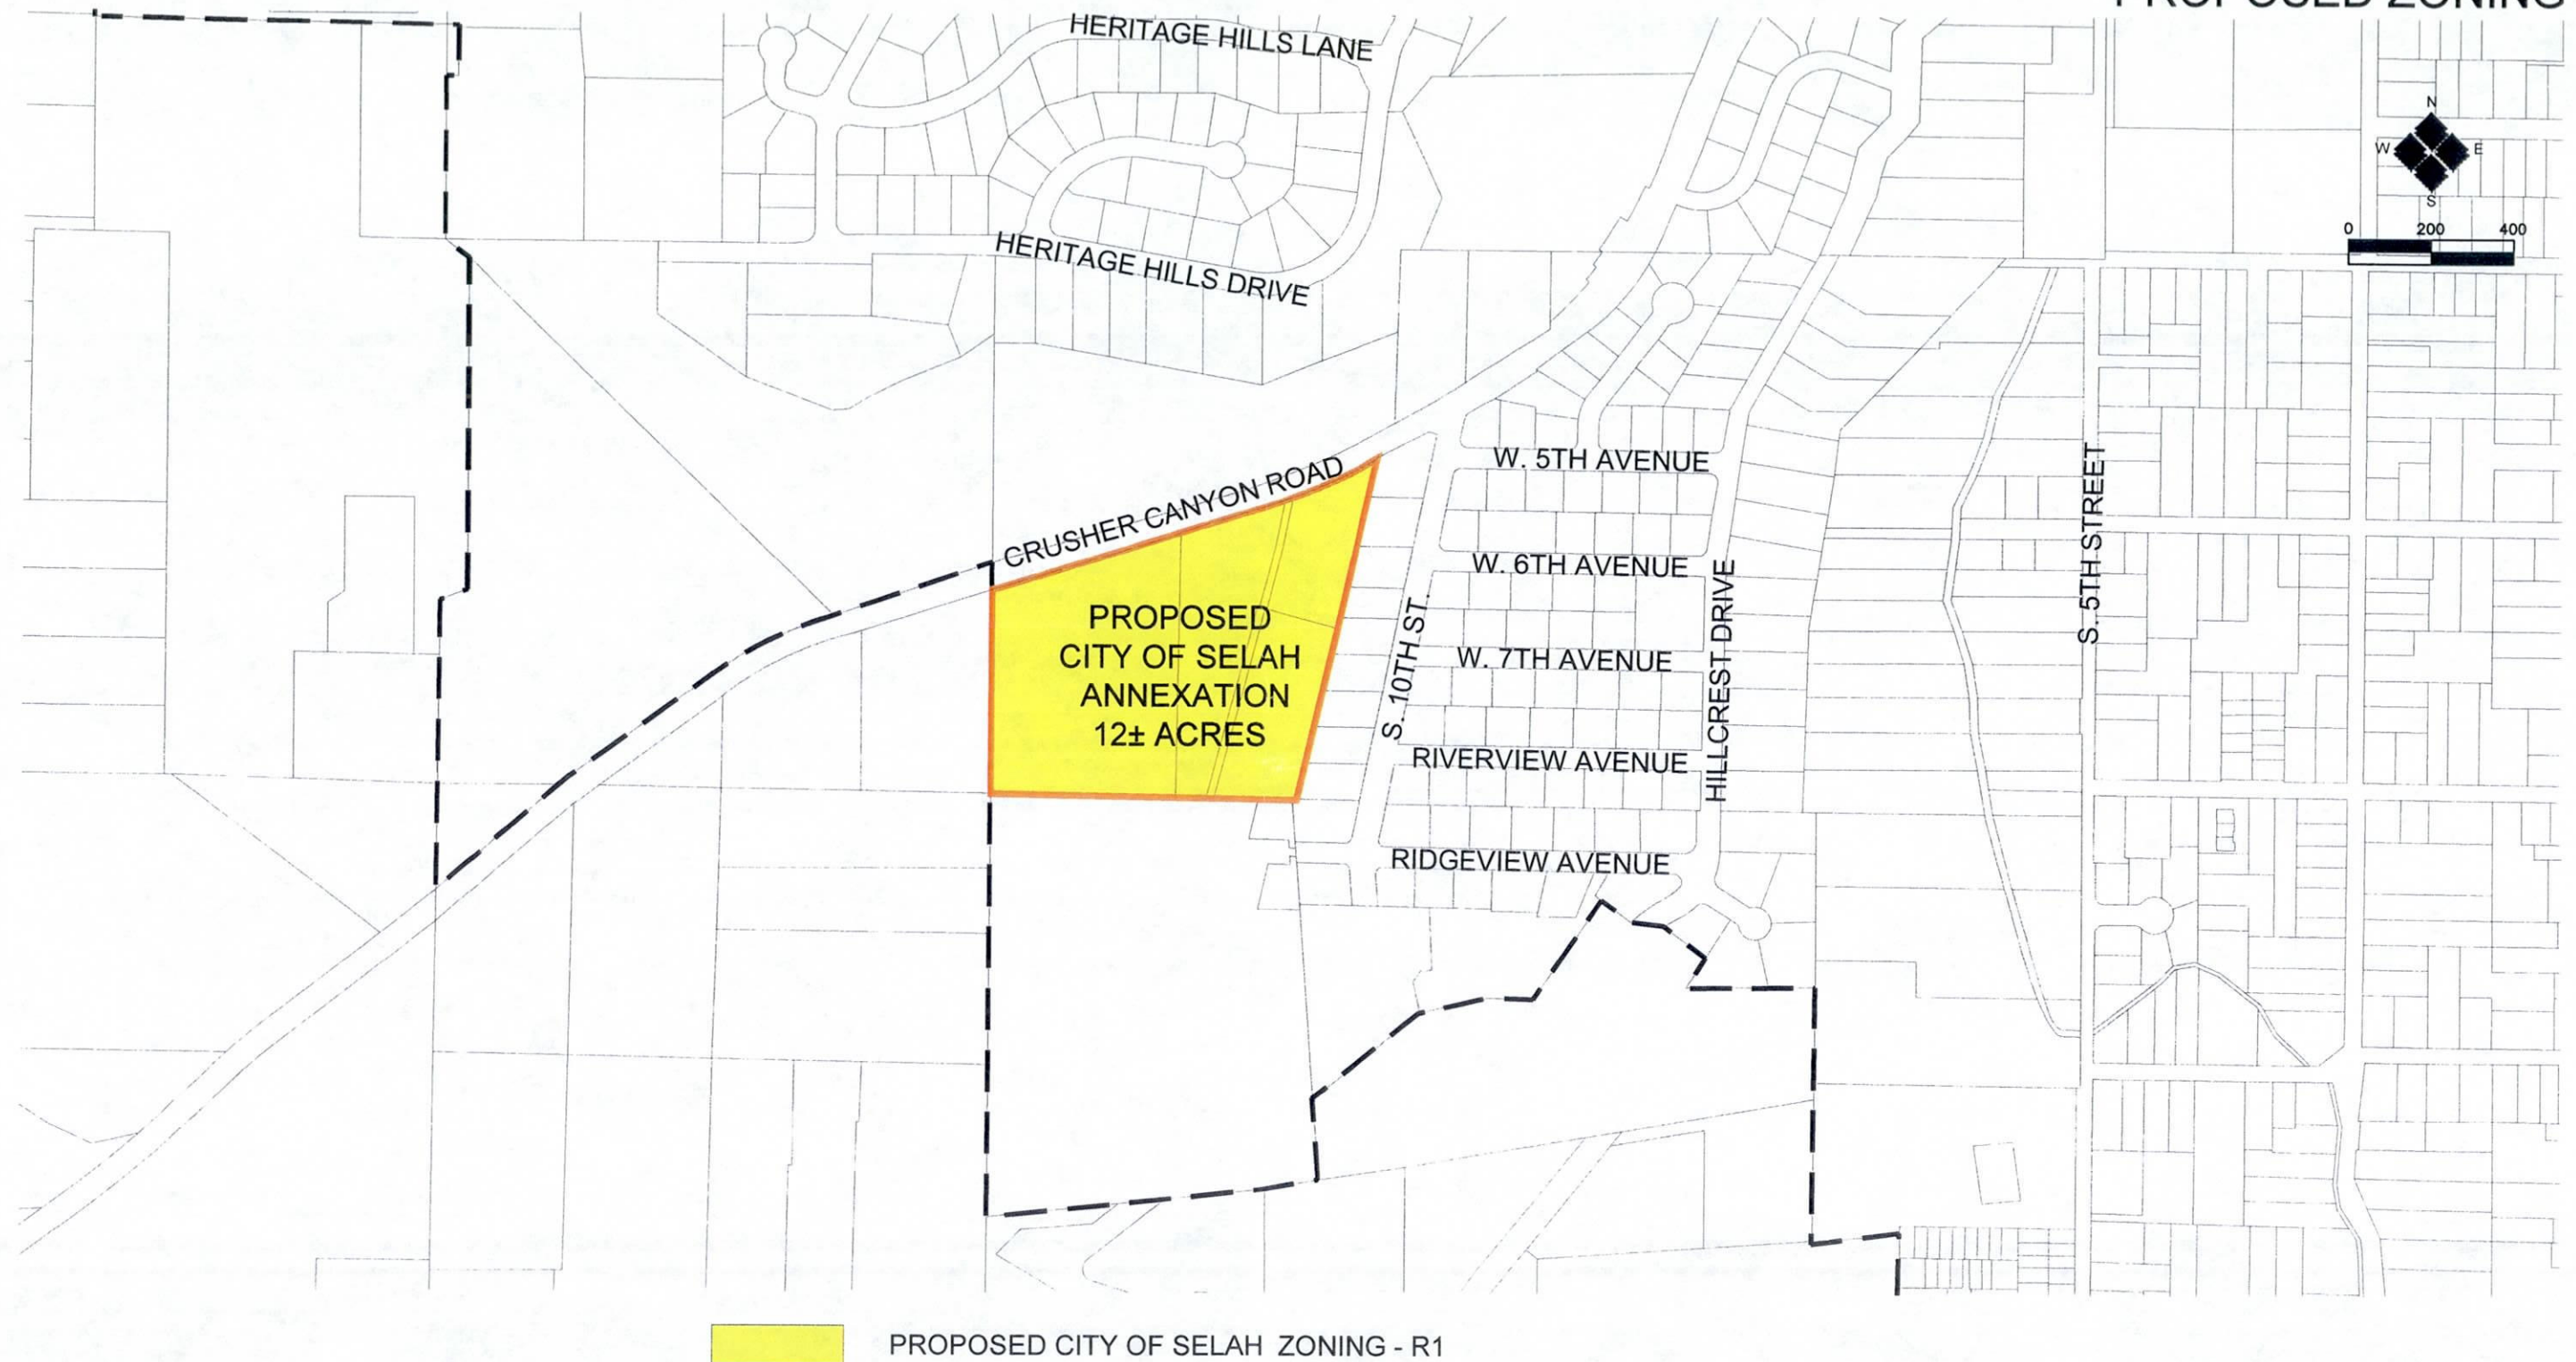 PROPOSED ZONING
HERITAGE HILLS LANE
N
W E
S
0 200 400
HERITAGE HILLS DRIVE
CRUSHER CANYON ROAD
W. 5TH AVENUE
S. 5TH STREET
W. 6TH AVENUE
PROPOSED
CITY OF SELAH
ANNEXATION
12± ACRES
S. 10TH ST.
W. 7TH AVENUE
HILLCREST DRIVE
RIVERVIEW AVENUE
RIDGEVIEW AVENUE
PROPOSED CITY OF SELAH ZONING - R1